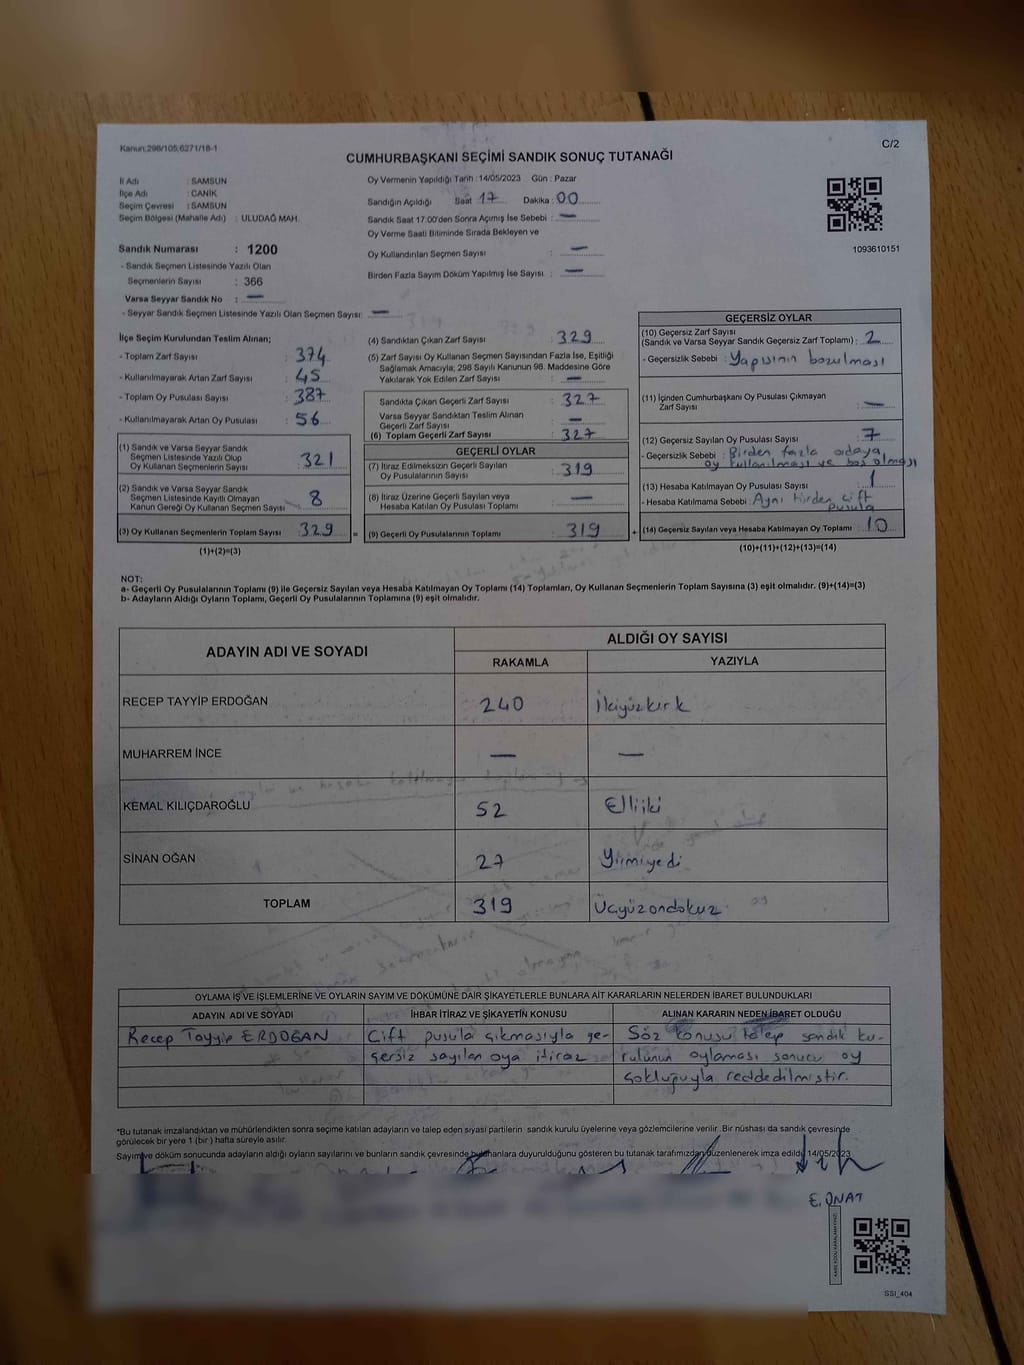 Kanun:298/105,6271/18-1
C/2
CUMHURBAŞKANI SEÇİMİ SANDIK SONUÇ TUTANAĞI
İl Adı : SAMSUN
İlçe Adı : CANİK
Seçim Çevresi : SAMSUN
Seçim Bölgesi (Mahalle Adı) : ULUDAĞ MAH.
Oy Vermenin Yapıldığı Tarih :14/05/2023 Gün : Pazar
Sandığın Açıldığı Saat 17 Dakika : 00
Sandık Saat 17:00'den Sonra Açımış İse Sebebi : —
Oy Verme Saati Bitiminde Sırada Bekleyen ve
Oy Kullandırılan Seçmen Sayısı : —
Birden Fazla Sayım Döküm Yapılmış İse Sayısı : —
1093610151
Sandık Numarası : 1200
- Sandık Seçmen Listesinde Yazılı Olan
Seçmenlerin Sayısı : 366
Varsa Seyyar Sandık No : —
- Seyyar Sandık Seçmen Listesinde Yazılı Olan Seçmen Sayısı: —
İlçe Seçim Kurulundan Teslim Alınan;
- Toplam Zarf Sayısı : 374
- Kullanılmayarak Artan Zarf Sayısı : 45
- Toplam Oy Pusulası Sayısı : 387
- Kullanılmayarak Artan Oy Pusulası : 56
(1) Sandık ve Varsa Seyyar Sandık
Seçmen Listesinde Yazılı Olup
Oy Kullanan Seçmenlerin Sayısı : 321
(2) Sandık ve Varsa Seyyar Sandık
Seçmen Listesinde Kayıtlı Olmayan
Kanun Gereği Oy Kullanan Seçmen Sayısı : 8
(3) Oy Kullanan Seçmenlerin Toplam Sayısı : 329
(1)+(2)=(3)
(4) Sandıktan Çıkan Zarf Sayısı : 329
(5) Zarf Sayısı Oy Kullanan Seçmen Sayısından Fazla İse, Eşitliği
Sağlamak Amacıyla; 298 Sayılı Kanunun 98. Maddesine Göre
Yakılarak Yok Edilen Zarf Sayısı : —
Sandıkta Çıkan Geçerli Zarf Sayısı : 327
Varsa Seyyar Sandıktan Teslim Alınan
Geçerli Zarf Sayısı : —
(6) Toplam Geçerli Zarf Sayısı : 327
GEÇERLİ OYLAR
(7) İtiraz Edilmeksizin Geçerli Sayılan
Oy Pusulalarının Sayısı : 319
(8) İtiraz Üzerine Geçerli Sayılan veya
Hesaba Katılan Oy Pusulası Toplamı : —
= (9) Geçerli Oy Pusulalarının Toplamı : 319
GEÇERSİZ OYLAR
(10) Geçersiz Zarf Sayısı
(Sandık ve Varsa Seyyar Sandık Geçersiz Zarf Toplamı) : 2
- Geçersizlik Sebebi : Yapısının bozulması
(11) İçinden Cumhurbaşkanı Oy Pusulası Çıkmayan
Zarf Sayısı : —
(12) Geçersiz Sayılan Oy Pusulası Sayısı : 7
- Geçersizlik Sebebi : Birden fazla adaya
oy kullanılması ve boş olması
(13) Hesaba Katılmayan Oy Pusulası Sayısı : 1
- Hesaba Katılmama Sebebi : Aynı türden çift
pusula
+ (14) Geçersiz Sayılan veya Hesaba Katılmayan Oy Toplamı : 10
(10)+(11)+(12)+(13)=(14)
NOT:
a- Geçerli Oy Pusulalarının Toplamı (9) ile Geçersiz Sayılan veya Hesaba Katılmayan Oy Toplamı (14) Toplamları, Oy Kullanan Seçmenlerin Toplam Sayısına (3) eşit olmalıdır. (9)+(14)=(3)
b- Adayların Aldığı Oyların Toplamı, Geçerli Oy Pusulalarının Toplamına (9) eşit olmalıdır.
ADAYIN ADI VE SOYADI ALDIĞI OY SAYISI
RAKAMLA YAZIYLA
RECEP TAYYİP ERDOĞAN 240 İkiyüzkırk
MUHARREM İNCE — —
KEMAL KILIÇDAROĞLU 52 Elliiki
SİNAN OĞAN 27 Yirmiyedi
TOPLAM 319 Üçyüzondokuz
OYLAMA İŞ VE İŞLEMLERİNE VE OYLARIN SAYIM VE DÖKÜMÜNE DAİR ŞİKAYETLERLE BUNLARA AİT KARARLARIN NELERDEN İBARET BULUNDUKLARI
ADAYIN ADI VE SOYADI İHBAR İTİRAZ VE ŞİKAYETİN KONUSU ALINAN KARARIN NEDEN İBARET OLDUĞU
Recep Tayyip ERDOĞAN Çift pusula çıkmasıyla ge- Söz konusu talep sandık ku-
çersiz sayılan oya itiraz rulunun oylaması sonucu oy
çokluğuyla reddedilmiştir.
*Bu tutanak imzalandıktan ve mühürlendikten sonra seçime katılan adayların ve talep eden siyasi partilerin sandık kurulu üyelerine veya gözlemcilerine verilir. Bir nüshası da sandık çevresinde
görülecek bir yere 1 (bir) hafta süreyle asılır.
Sayım ve döküm sonucunda adayların aldığı oyların sayılarını ve bunların sandık çevresinde bulunanlara duyurulduğunu gösteren bu tutanak tarafımızdan düzenlenerek imza edildi. 14/05/2023
E. ONAT
SSI_404